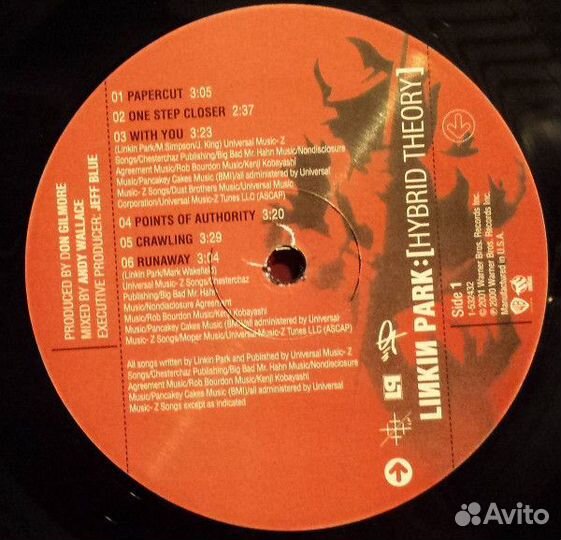 01 PAPERCUT 3:05
02 ONE STEP CLOSER 2:37
03 WITH YOU 3:23
(Linkin Park/M.Simpson/J. King) Universal Music- Z
Songs/Chesterchaz Publishing/Big Bad Mr. Hahn Music/Nondisclosure
Agreement Music/Rob Bourdon Music/Kenji Kobayashi
Music/Pancakey Cakes Music (BMI)/all administered by Universal
Music- Z Songs/Dust Brothers Music/Universal Music
Corporation/Universal Music-Z Tunes LLC (ASCAP)
04 POINTS OF AUTHORITY 3:20
05 CRAWLING 3:29
06 RUNAWAY 3:04
(Linkin Park/Mark Wakefield)
Universal Music- Z Songs/Chesterchaz
Publishing/Big Bad Mr. Hahn
Music/Nondisclosure Agreement
Music/Rob Bourdon Music/Kenji Kobayashi
Music/Pancakey Cakes Music (BMI)/all administered by Universal
Music- Z Songs/Moper Music/Universal Music-Z Tunes LLC (ASCAP)
All songs written by Linkin Park and Published by Universal Music- Z
Songs/Chesterchaz Publishing/Big Bad Mr. Hahn Music/Nondisclosure
Agreement Music/Rob Bourdon Music/Kenji Kobayashi
Music/Pancakey Cakes Music (BMI)/all administered by Universal
Music- Z Songs except as indicated
PRODUCED BY DON GILMORE
MIXED BY ANDY WALLACE
EXECUTIVE PRODUCER: JEFF BLUE
LINKIN PARK:[HYBRID THEORY]
LP
Side 1
1-532432
© 2001 Warner Bros. Records Inc.
℗ 2000 Warner Bros. Records Inc.
Manufactured in U.S.A.
Avito